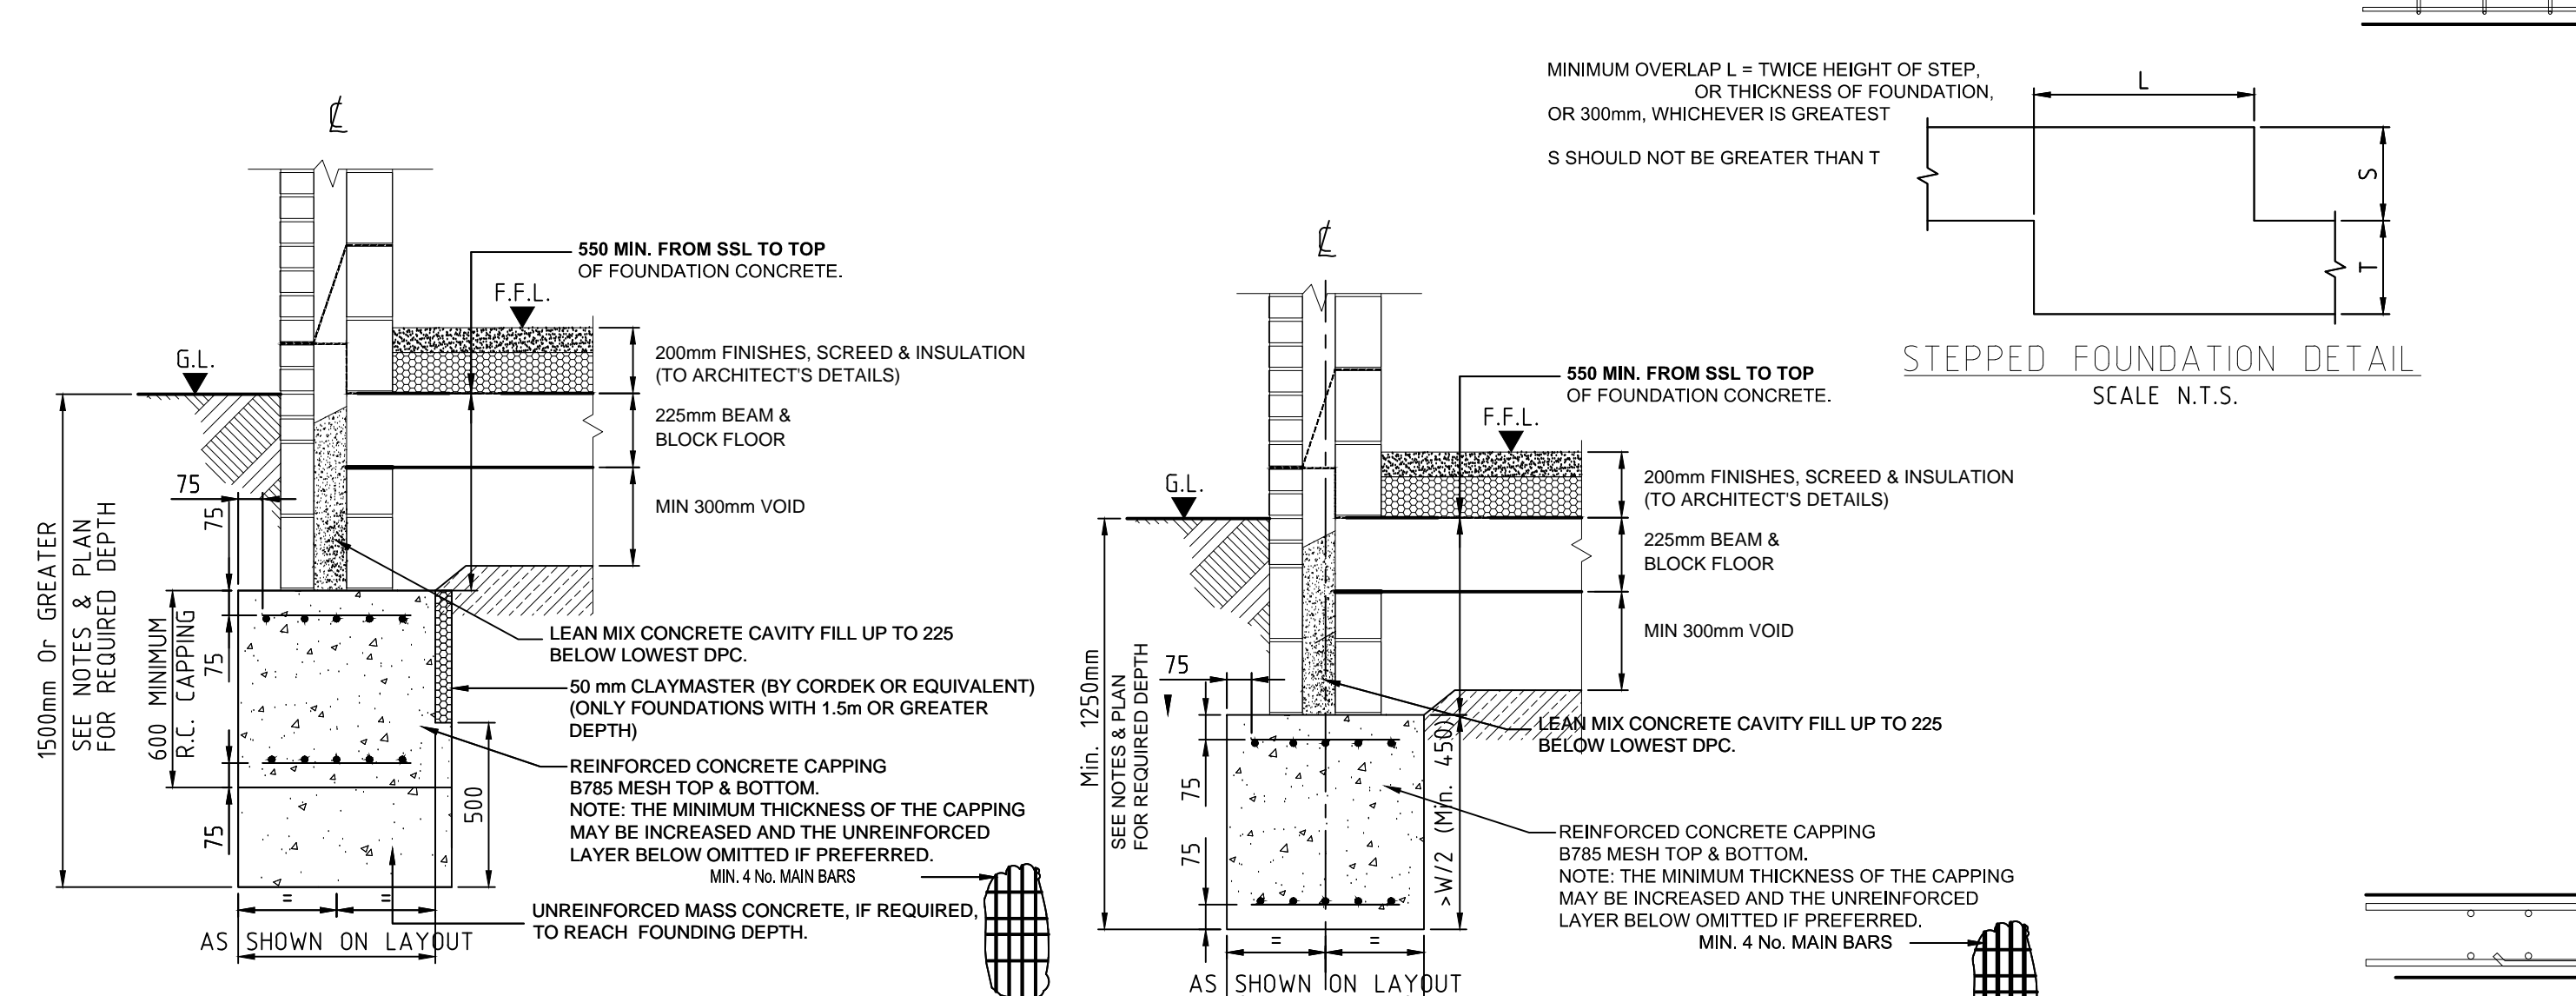 ℄
550 MIN. FROM SSL TO TOP
OF FOUNDATION CONCRETE.
F.F.L.
G.L.
200mm FINISHES, SCREED & INSULATION
(TO ARCHITECT'S DETAILS)
225mm BEAM &
BLOCK FLOOR
MIN 300mm VOID
75
75
75
75
1500mm Or GREATER
SEE NOTES & PLAN
FOR REQUIRED DEPTH
600 MINIMUM
R.C. CAPPING
LEAN MIX CONCRETE CAVITY FILL UP TO 225
BELOW LOWEST DPC.
50 mm CLAYMASTER (BY CORDEK OR EQUIVALENT)
(ONLY FOUNDATIONS WITH 1.5m OR GREATER
DEPTH)
REINFORCED CONCRETE CAPPING
B785 MESH TOP & BOTTOM.
NOTE: THE MINIMUM THICKNESS OF THE CAPPING
MAY BE INCREASED AND THE UNREINFORCED
LAYER BELOW OMITTED IF PREFERRED.
MIN. 4 No. MAIN BARS
500
UNREINFORCED MASS CONCRETE, IF REQUIRED,
TO REACH FOUNDING DEPTH.
= =
AS SHOWN ON LAYOUT
℄
550 MIN. FROM SSL TO TOP
OF FOUNDATION CONCRETE.
F.F.L.
G.L.
200mm FINISHES, SCREED & INSULATION
(TO ARCHITECT'S DETAILS)
225mm BEAM &
BLOCK FLOOR
MIN 300mm VOID
75
75
75
Min. 1250mm
SEE NOTES & PLAN
FOR REQUIRED DEPTH
>W/2 (Min. 450)
LEAN MIX CONCRETE CAVITY FILL UP TO 225
BELOW LOWEST DPC.
REINFORCED CONCRETE CAPPING
B785 MESH TOP & BOTTOM.
NOTE: THE MINIMUM THICKNESS OF THE CAPPING
MAY BE INCREASED AND THE UNREINFORCED
LAYER BELOW OMITTED IF PREFERRED.
MIN. 4 No. MAIN BARS
= =
AS SHOWN ON LAYOUT
MINIMUM OVERLAP L = TWICE HEIGHT OF STEP,
OR THICKNESS OF FOUNDATION,
OR 300mm, WHICHEVER IS GREATEST
S SHOULD NOT BE GREATER THAN T
L
S
T
STEPPED FOUNDATION DETAIL
SCALE N.T.S.